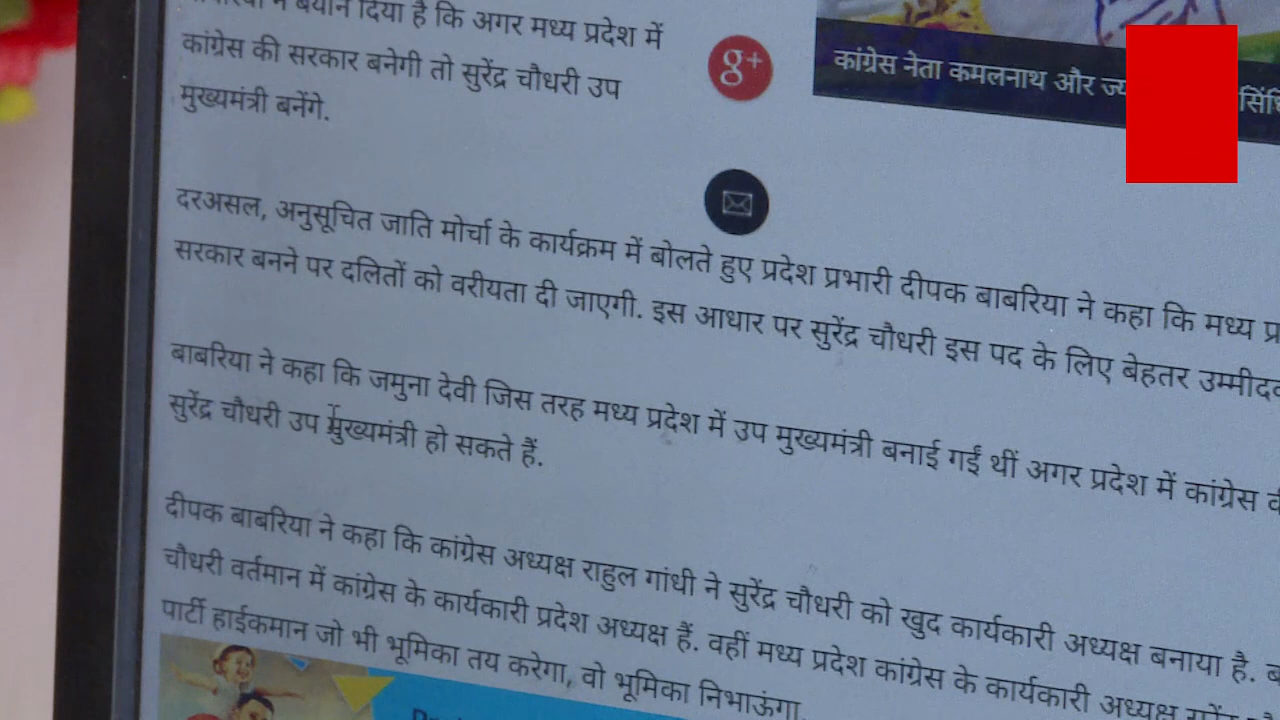 ने बयान दिया है कि अगर मध्य प्रदेश में
कांग्रेस की सरकार बनेगी तो सुरेंद्र चौधरी उप
मुख्यमंत्री बनेंगे.
g+
कांग्रेस नेता कमलनाथ और
दरअसल, अनुसूचित जाति मोर्चा के कार्यक्रम में बोलते हुए प्रदेश प्रभारी दीपक बाबरिया ने कहा कि मध्य
सरकार बनने पर दलितों को वरीयता दी जाएगी. इस आधार पर सुरेंद्र चौधरी इस पद के लिए बेहतर
बाबरिया ने कहा कि जमुना देवी जिस तरह मध्य प्रदेश में उप मुख्यमंत्री बनाई गईं थीं अगर प्रदेश में कांग्रेस
सुरेंद्र चौधरी उप मुख्यमंत्री हो सकते हैं.
दीपक बाबरिया ने कहा कि कांग्रेस अध्यक्ष राहुल गांधी ने सुरेंद्र चौधरी को खुद कार्यकारी अध्यक्ष बनाया है.
चौधरी वर्तमान में कांग्रेस के कार्यकारी प्रदेश अध्यक्ष हैं. वहीं मध्य प्रदेश कांग्रेस के कार्यकारी अध्यक्ष
पार्टी हाईकमान जो भी भूमिका तय करेगा, वो भूमिका निभाऊंगा.